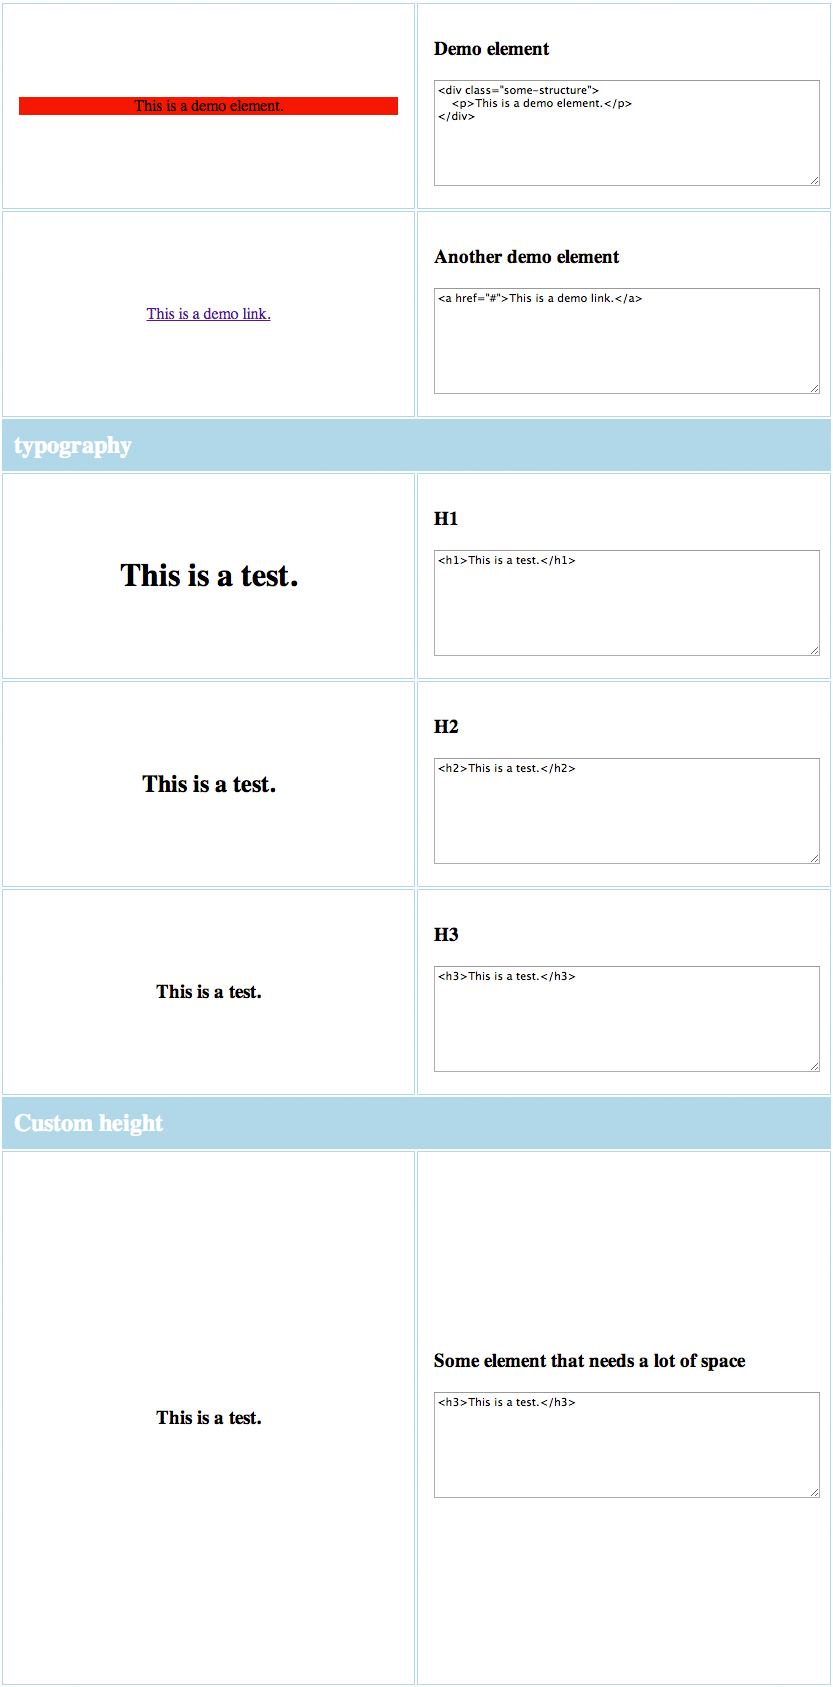 This is a demo element.
Demo element
<div class="some-structure">
    <p>This is a demo element.</p>
</div>
This is a demo link.
Another demo element
<a href="#">This is a demo link.</a>
typography
This is a test.
H1
<h1>This is a test.</h1>
This is a test.
H2
<h2>This is a test.</h2>
This is a test.
H3
<h3>This is a test.</h3>
Custom height
This is a test.
Some element that needs a lot of space
<h3>This is a test.</h3>